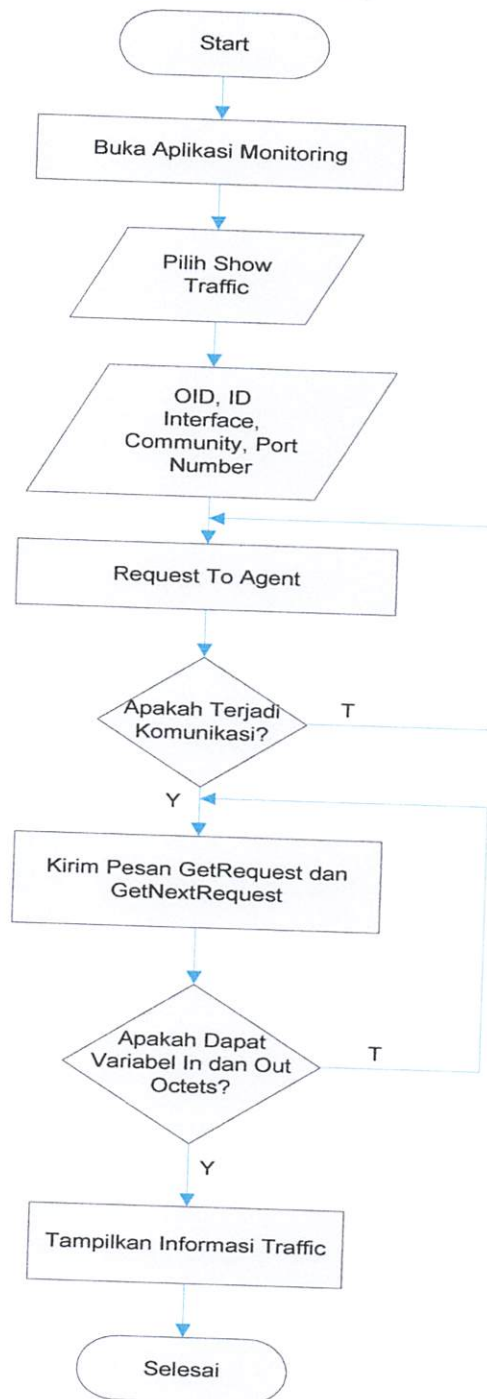 Start
Buka Aplikasi Monitoring
Pilih Show
Traffic
OID, ID
Interface,
Community, Port
Number
Request To Agent
Apakah Terjadi
Komunikasi?
T
Y
Kirim Pesan GetRequest dan
GetNextRequest
Apakah Dapat
Variabel In dan Out
Octets?
T
Y
Tampilkan Informasi Traffic
Selesai